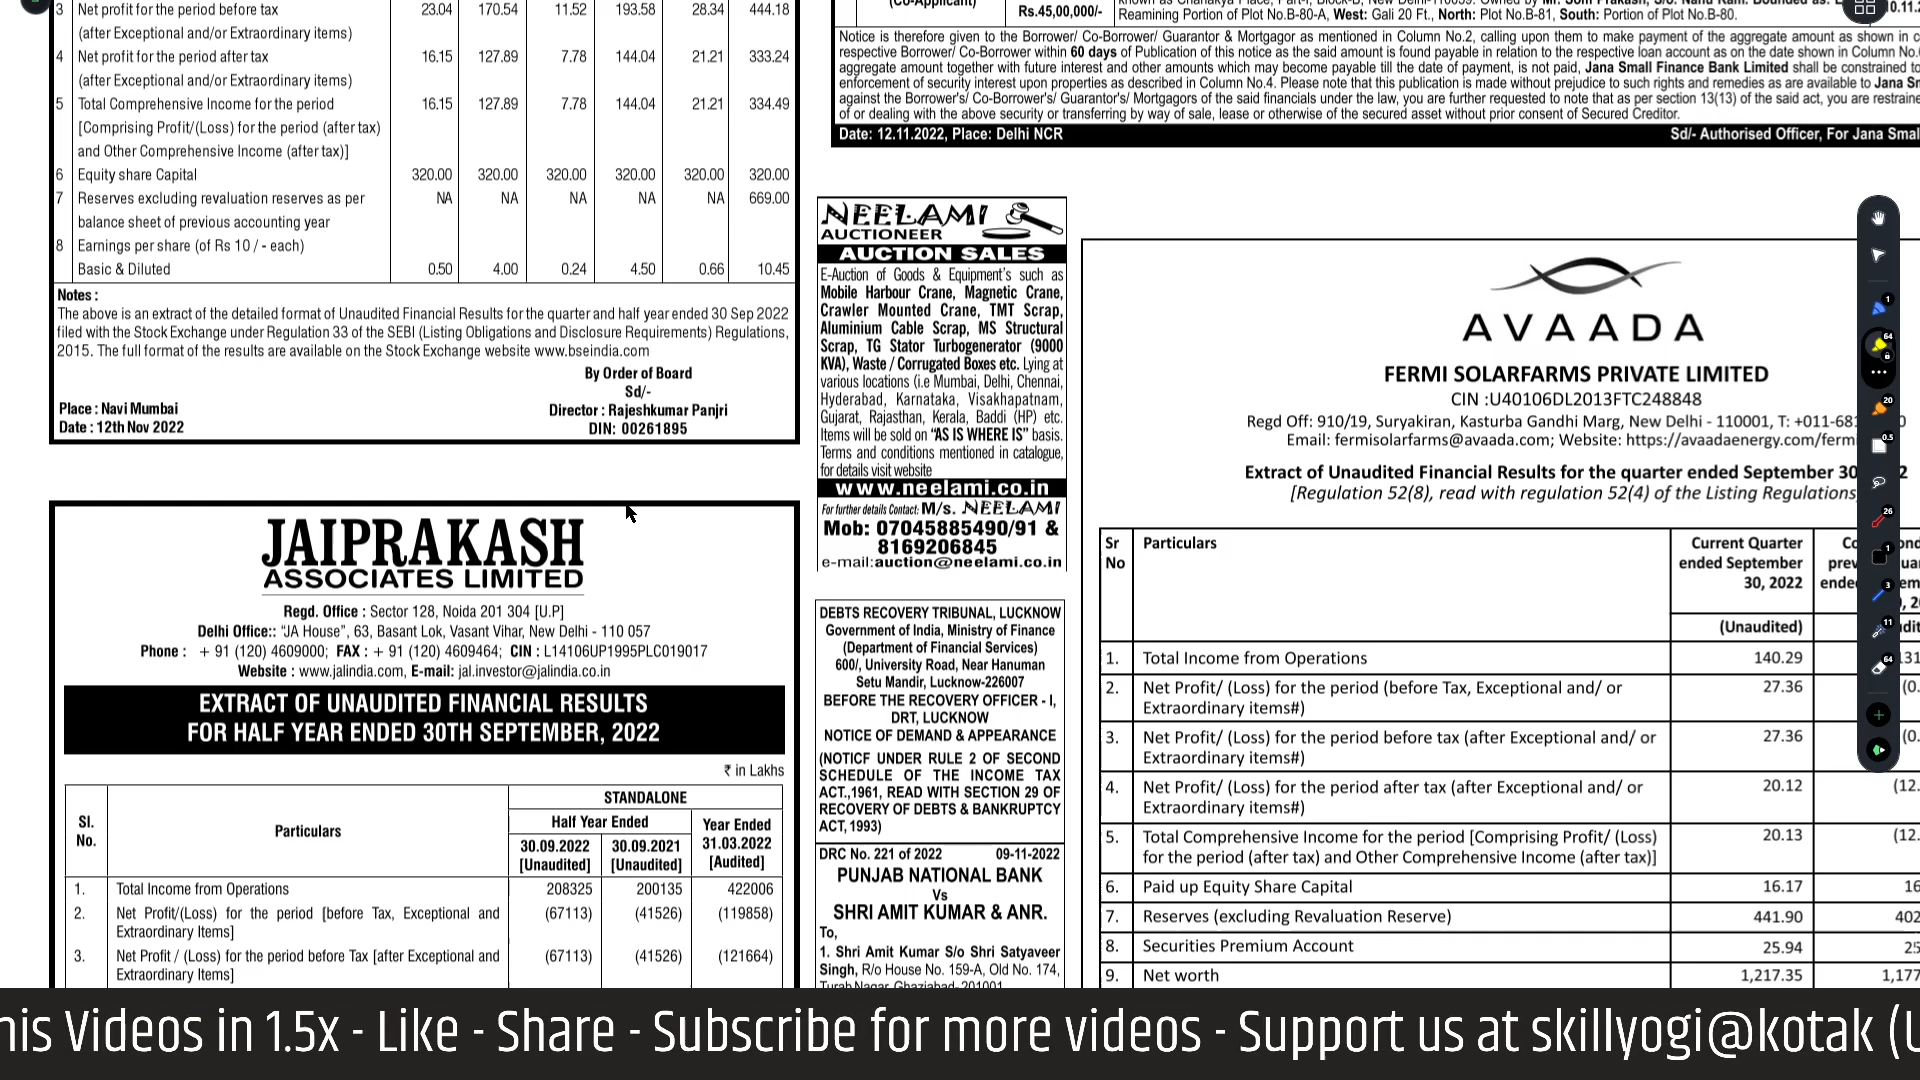 3 Net profit for the period before tax 23.04 170.54 11.52 193.58 28.34 444.18
(after Exceptional and/or Extraordinary items)
4 Net profit for the period after tax 16.15 127.89 7.78 144.04 21.21 333.24
(after Exceptional and/or Extraordinary items)
5 Total Comprehensive Income for the period 16.15 127.89 7.78 144.04 21.21 334.49
[Comprising Profit/(Loss) for the period (after tax)
and Other Comprehensive Income (after tax)]
6 Equity share Capital 320.00 320.00 320.00 320.00 320.00 320.00
7 Reserves excluding revaluation reserves as per NA NA NA NA NA 669.00
balance sheet of previous accounting year
8 Earnings per share (of Rs 10 / - each)
Basic & Diluted 0.50 4.00 0.24 4.50 0.66 10.45
Notes :
The above is an extract of the detailed format of Unaudited Financial Results for the quarter and half year ended 30 Sep 2022
filed with the Stock Exchange under Regulation 33 of the SEBI (Listing Obligations and Disclosure Requirements) Regulations,
2015. The full format of the results are available on the Stock Exchange website www.bseindia.com
By Order of Board
Sd/-
Place : Navi Mumbai Director : Rajeshkumar Panjri
Date : 12th Nov 2022 DIN: 00261895
JAIPRAKASH
ASSOCIATES LIMITED
Regd. Office : Sector 128, Noida 201 304 [U.P]
Delhi Office:: “JA House”, 63, Basant Lok, Vasant Vihar, New Delhi - 110 057
Phone : + 91 (120) 4609000; FAX : + 91 (120) 4609464; CIN : L14106UP1995PLC019017
Website : www.jalindia.com, E-mail: jal.investor@jalindia.co.in
EXTRACT OF UNAUDITED FINANCIAL RESULTS
FOR HALF YEAR ENDED 30TH SEPTEMBER, 2022
₹ in Lakhs
Sl. No. Particulars STANDALONE
Half Year Ended Year Ended
30.09.2022 30.09.2021 31.03.2022
[Unaudited] [Unaudited] [Audited]
1. Total Income from Operations 208325 200135 422006
2. Net Profit/(Loss) for the period [before Tax, Exceptional and (67113) (41526) (119858)
Extraordinary Items]
3. Net Profit / (Loss) for the period before Tax [after Exceptional and (67113) (41526) (121664)
Extraordinary Items]
(Co-Applicant) Rs.45,00,000/-
Reamining Portion of Plot No.B-80-A, West: Gali 20 Ft., North: Plot No.B-81, South: Portion of Plot No.B-80.
Notice is therefore given to the Borrower/ Co-Borrower/ Guarantor & Mortgagor as mentioned in Column No.2, calling upon them to make payment of the aggregate amount as shown in
respective Borrower/ Co-Borrower within 60 days of Publication of this notice as the said amount is found payable in relation to the respective loan account as on the date shown in Column
aggregate amount together with future interest and other amounts which may become payable till the date of payment, is not paid, Jana Small Finance Bank Limited shall be constrained to
enforcement of security interest upon properties as described in Column No.4. Please note that this publication is made without prejudice to such rights and remedies as are available to Jana
against the Borrower's/ Co-Borrower's/ Guarantor's/ Mortgagors of the said financials under the law, you are further requested to note that as per section 13(13) of the said act, you are
of or dealing with the above security or transferring by way of sale, lease or otherwise of the secured asset without prior consent of Secured Creditor.
Date: 12.11.2022, Place: Delhi NCR Sd/- Authorised Officer, For Jana
NEELAMI
AUCTIONEER
AUCTION SALES
E-Auction of Goods & Equipment's such as
Mobile Harbour Crane, Magnetic Crane,
Crawler Mounted Crane, TMT Scrap,
Aluminium Cable Scrap, MS Structural
Scrap, TG Stator Turbogenerator (9000
KVA), Waste / Corrugated Boxes etc. Lying at
various locations (i.e Mumbai, Delhi, Chennai,
Hyderabad, Karnataka, Visakhapatnam,
Gujarat, Rajasthan, Kerala, Baddi (HP) etc.
Items will be sold on “AS IS WHERE IS” basis.
Terms and conditions mentioned in catalogue,
for details visit website
www.neelami.co.in
For further details Contact: M/s. NEELAMI
Mob: 07045885490/91 &
8169206845
e-mail:auction@neelami.co.in
DEBTS RECOVERY TRIBUNAL, LUCKNOW
Government of India, Ministry of Finance
(Department of Financial Services)
600/, University Road, Near Hanuman
Setu Mandir, Lucknow-226007
BEFORE THE RECOVERY OFFICER - I,
DRT, LUCKNOW
NOTICE OF DEMAND & APPEARANCE
(NOTICF UNDER RULE 2 OF SECOND
SCHEDULE OF THE INCOME TAX
ACT.,1961, READ WITH SECTION 29 OF
RECOVERY OF DEBTS & BANKRUPTCY
ACT, 1993)
DRC No. 221 of 2022 09-11-2022
PUNJAB NATIONAL BANK
Vs
SHRI AMIT KUMAR & ANR.
To,
1. Shri Amit Kumar S/o Shri Satyaveer
Singh, R/o House No. 159-A, Old No. 174,
AVAADA
FERMI SOLARFARMS PRIVATE LIMITED
CIN :U40106DL2013FTC248848
Regd Off: 910/19, Suryakiran, Kasturba Gandhi Marg, New Delhi - 110001, T: +011-681
Email: fermisolarfarms@avaada.com; Website: https://avaadaenergy.com/fermi
Extract of Unaudited Financial Results for the quarter ended September 30
[Regulation 52(8), read with regulation 52(4) of the Listing Regulations
Sr No Particulars Current Quarter
ended September
30, 2022
(Unaudited)
1. Total Income from Operations 140.29
2. Net Profit/ (Loss) for the period (before Tax, Exceptional and/ or 27.36
Extraordinary items#)
3. Net Profit/ (Loss) for the period before tax (after Exceptional and/ or 27.36
Extraordinary items#)
4. Net Profit/ (Loss) for the period after tax (after Exceptional and/ or 20.12 (12.
Extraordinary items#)
5. Total Comprehensive Income for the period [Comprising Profit/ (Loss) 20.13 (12.
for the period (after tax) and Other Comprehensive Income (after tax)]
6. Paid up Equity Share Capital 16.17 16
7. Reserves (excluding Revaluation Reserve) 441.90 402
8. Securities Premium Account 25.94 25
9. Net worth 1,217.35 1,177
his Videos in 1.5x - Like - Share - Subscribe for more videos - Support us at skillyogi@kotak (U